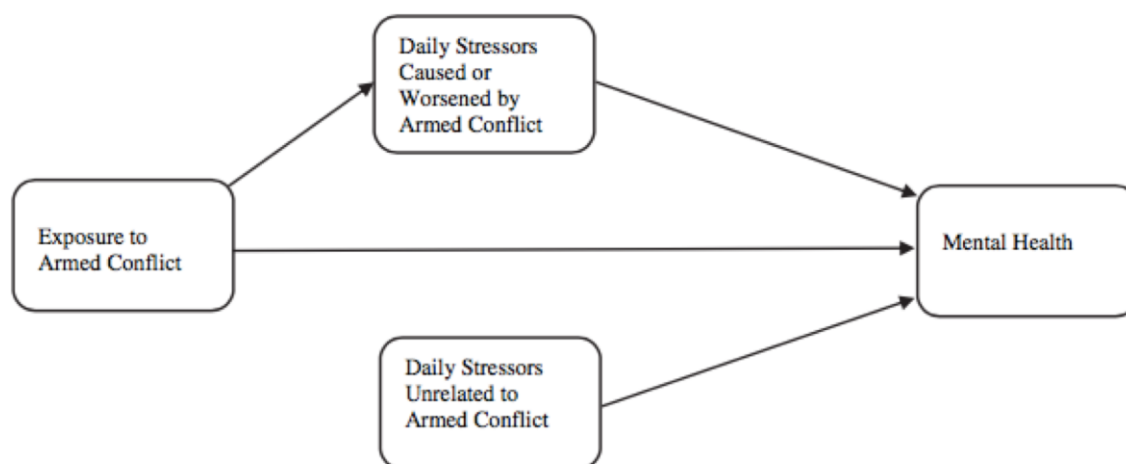 Daily Stressors
Caused or
Worsened by
Armed Conflict
Exposure to
Armed Conflict
Mental Health
Daily Stressors
Unrelated to
Armed Conflict